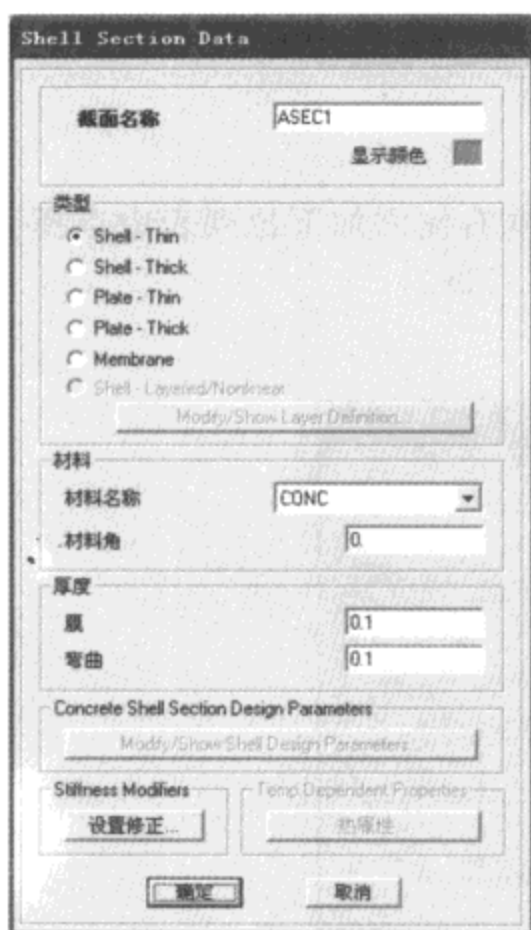 Shell Section Data
截面名称 ASEC1
显示颜色
类型
Shell - Thin
Shell - Thick
Plate - Thin
Plate - Thick
Membrane
Shell - Layered/Nonlinear
Modify/Show Layer Definition
材料
材料名称 CONC
材料角 0.
厚度
膜 0.1
弯曲 0.1
Concrete Shell Section Design Parameters
Modify/Show Shell Design Parameters...
Stiffness Modifiers Temp Dependent Properties
设置修正... 热属性...
确定 取消